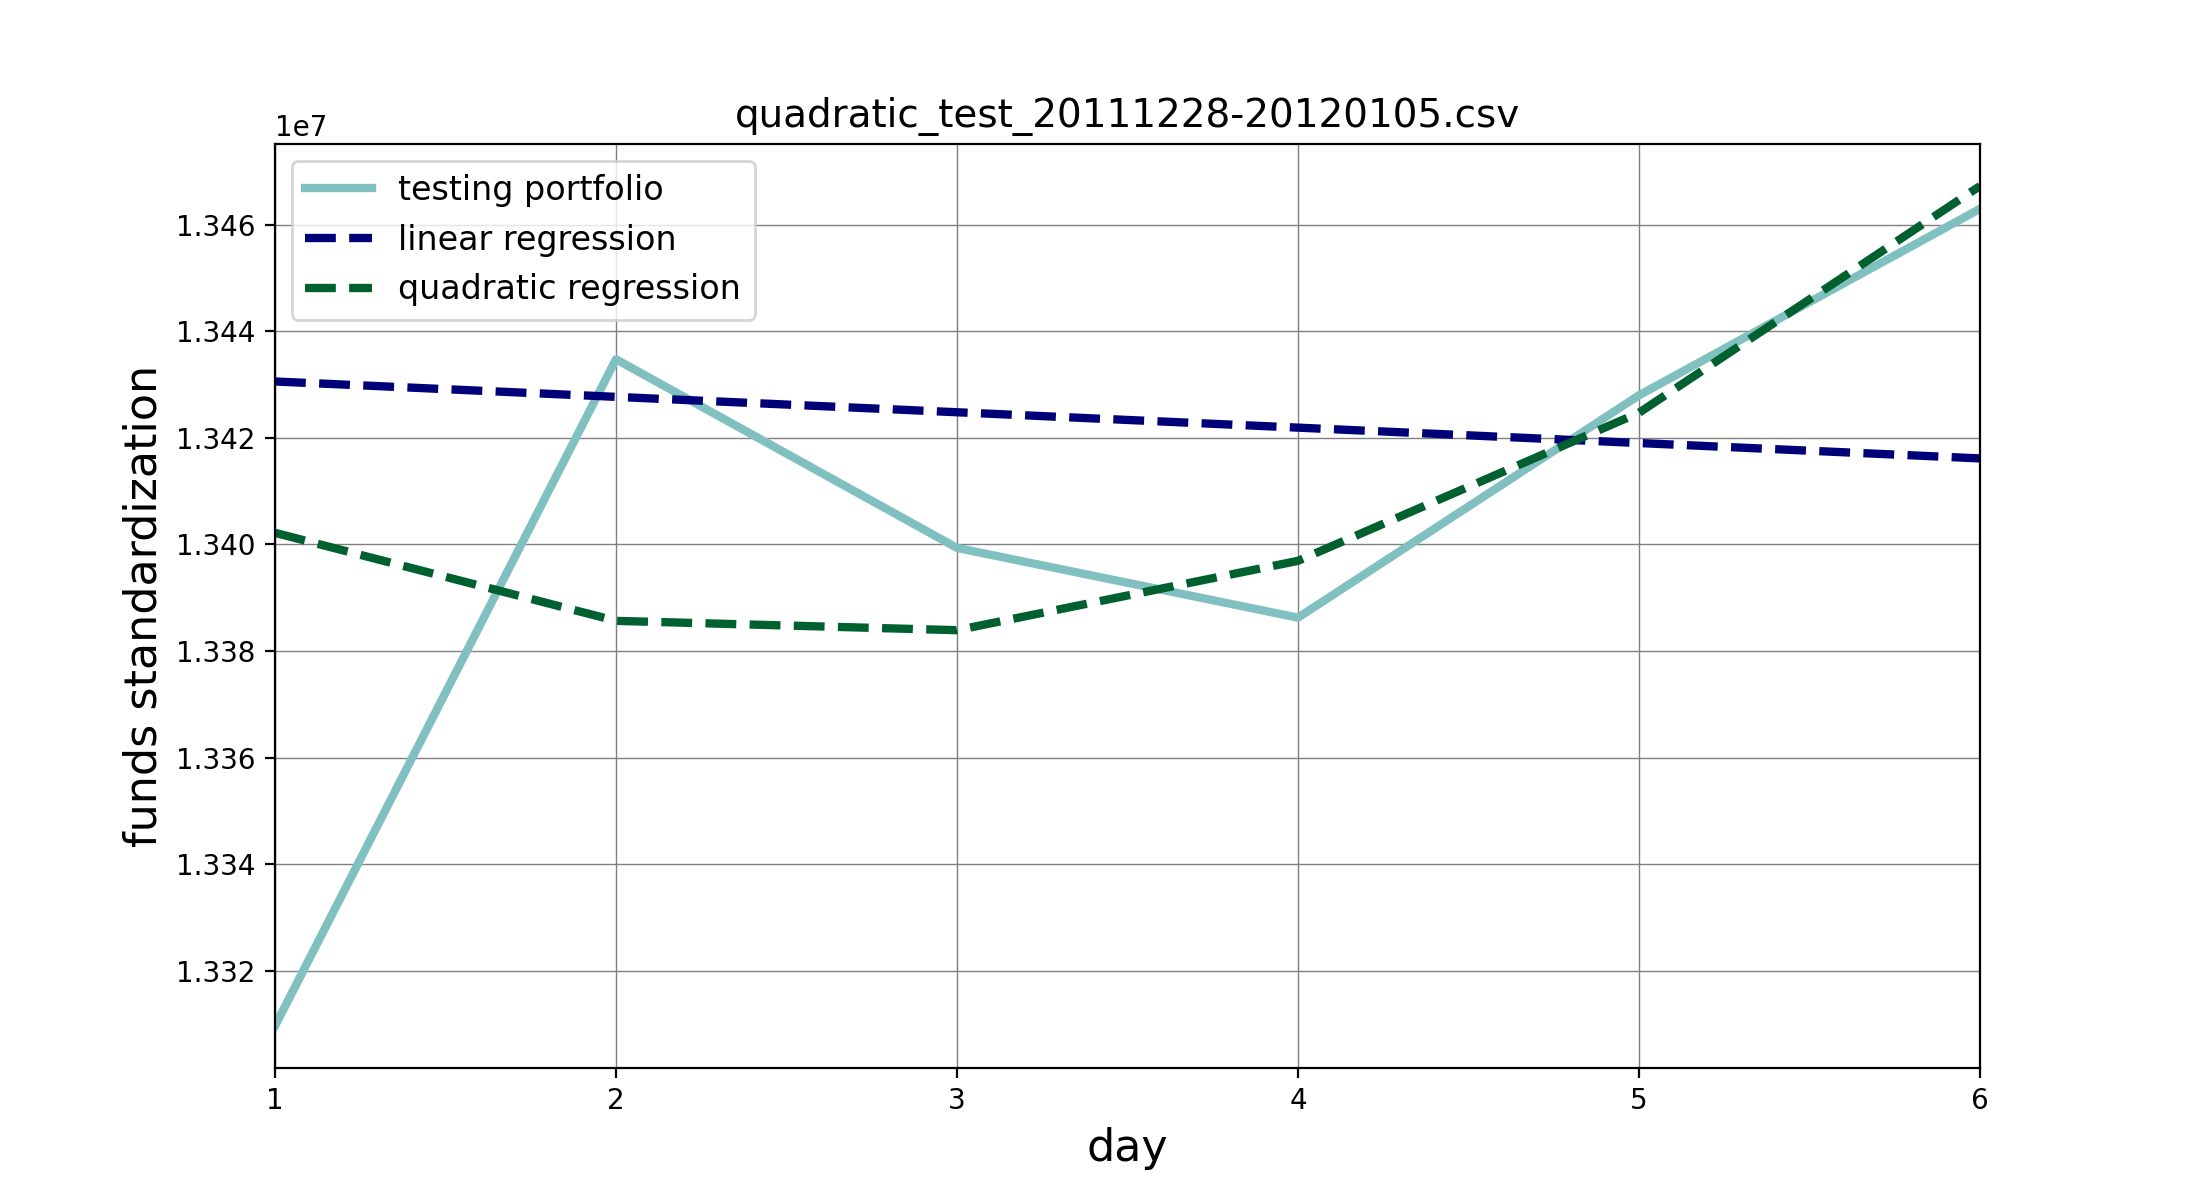 quadratic_test_20111228-20120105.csv
1e7
testing portfolio
linear regression
quadratic regression
1.346
1.344
1.342
1.340
1.338
1.336
1.334
1.332
funds standardization
1 2 3 4 5 6
day